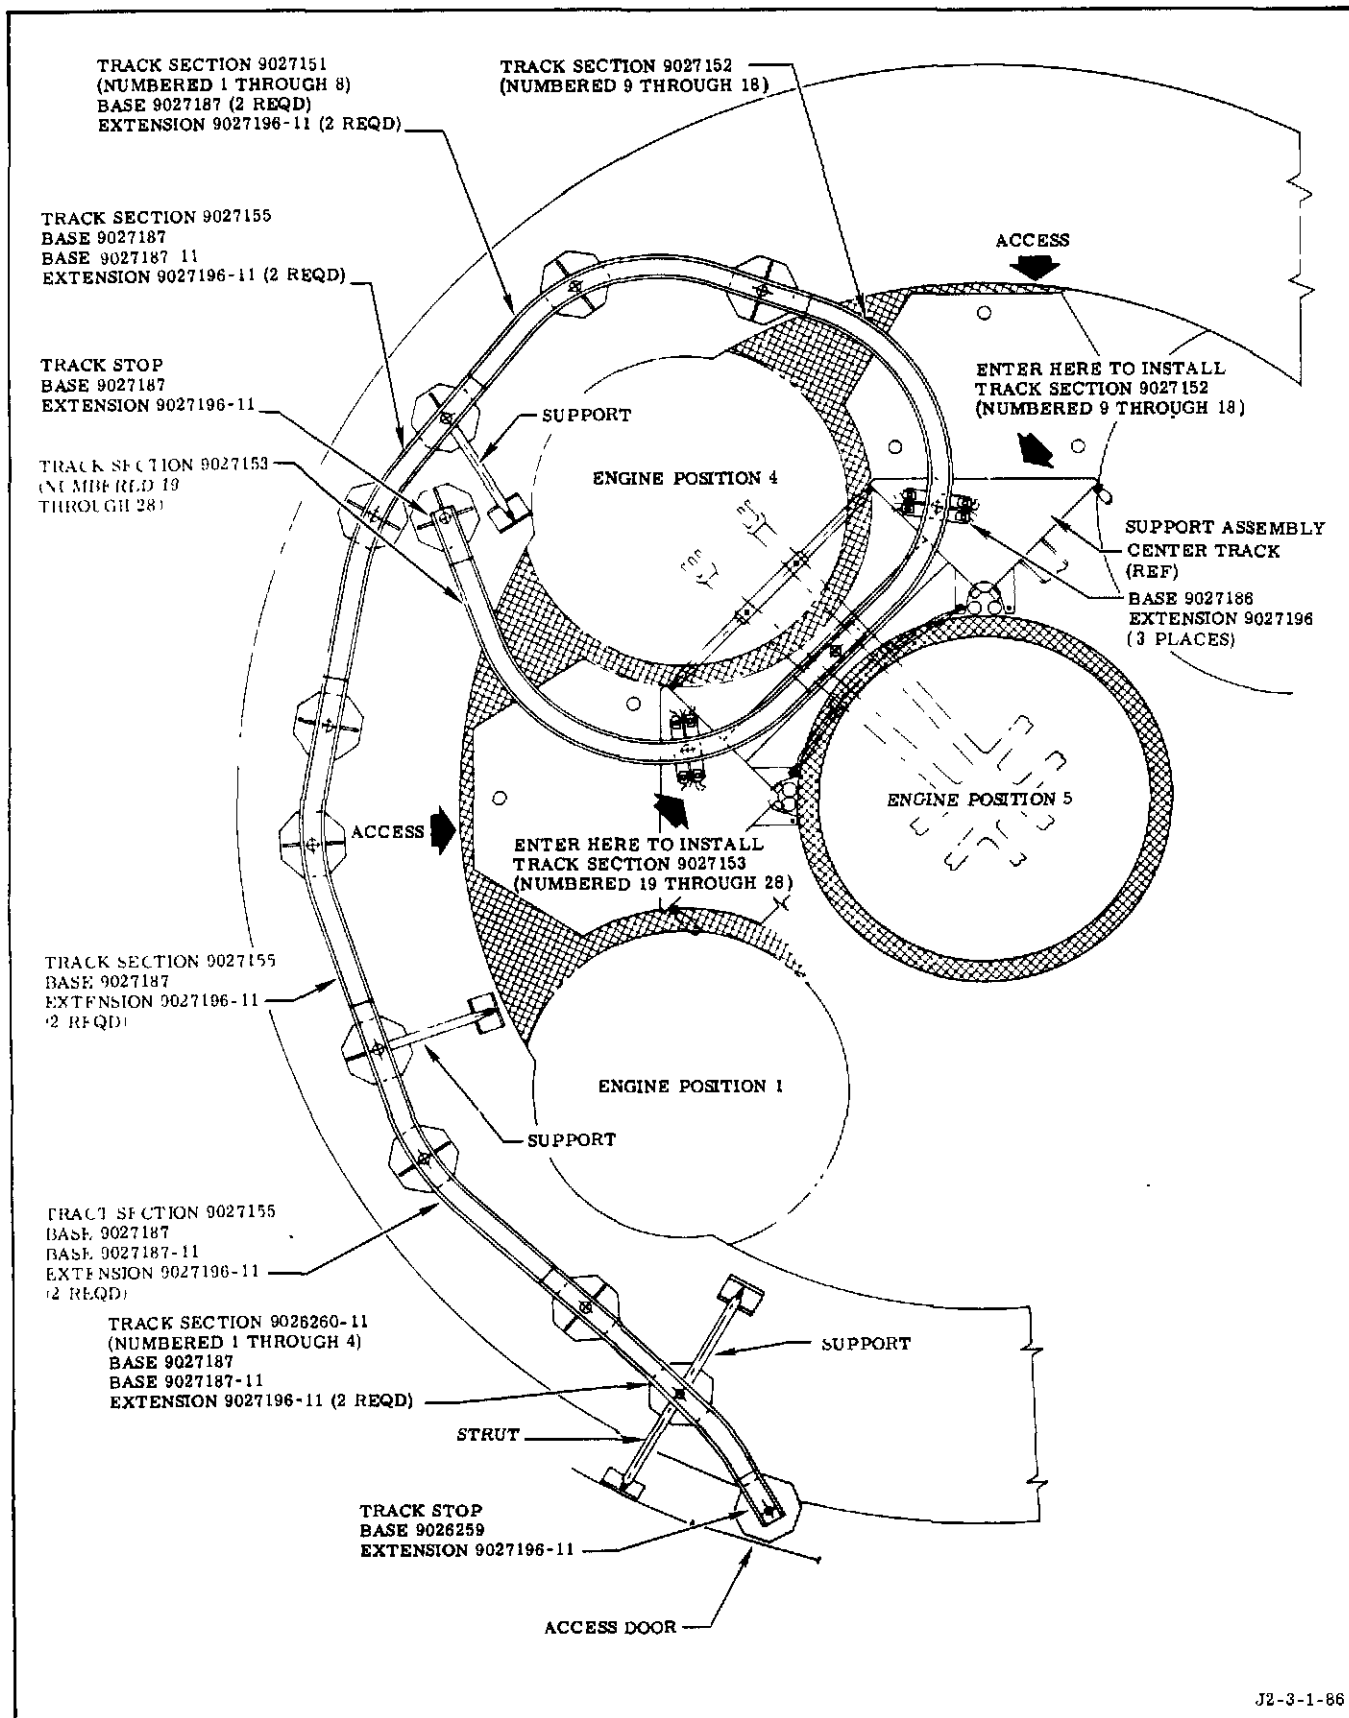 TRACK SECTION 9027151
(NUMBERED 1 THROUGH 8)
BASE 9027187 (2 REQD)
EXTENSION 9027196-11 (2 REQD)
TRACK SECTION 9027152
(NUMBERED 9 THROUGH 18)
TRACK SECTION 9027155
BASE 9027187
BASE 9027187 11
EXTENSION 9027196-11 (2 REQD)
ACCESS
TRACK STOP
BASE 9027187
EXTENSION 9027196-11
SUPPORT
ENTER HERE TO INSTALL
TRACK SECTION 9027152
(NUMBERED 9 THROUGH 18)
TRACK SECTION 9027153
(NUMBERED 19
THROUGH 28)
ENGINE POSITION 4
SUPPORT ASSEMBLY
CENTER TRACK
(REF)
BASE 9027186
EXTENSION 9027196
(3 PLACES)
ENGINE POSITION 5
ACCESS
ENTER HERE TO INSTALL
TRACK SECTION 9027153
(NUMBERED 19 THROUGH 28)
TRACK SECTION 9027155
BASE 9027187
EXTENSION 9027196-11
(2 REQD)
ENGINE POSITION 1
SUPPORT
TRACT SECTION 9027155
BASE 9027187
BASE 9027187-11
EXTENSION 9027196-11
(2 REQD)
TRACK SECTION 9026260-11
(NUMBERED 1 THROUGH 4)
BASE 9027187
BASE 9027187-11
EXTENSION 9027196-11 (2 REQD)
SUPPORT
STRUT
TRACK STOP
BASE 9026259
EXTENSION 9027196-11
ACCESS DOOR
J2-3-1-86